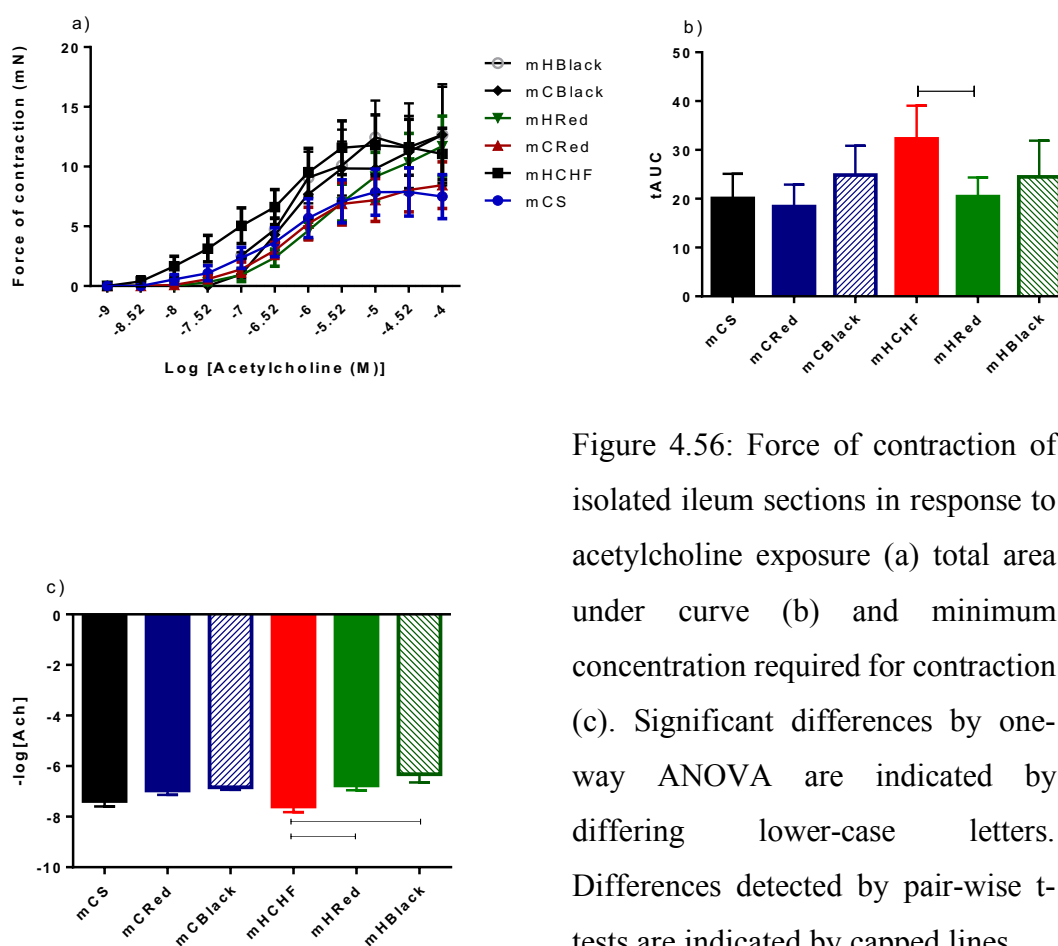 a)
Force of contraction (mN)
20
15
10
5
0
-9
-8.52
-8
-7.52
-7
-6.52
-6
-5.52
-5
-4.52
-4
Log [Acetylcholine (M)]
mHBlack
mCBlack
mHRed
mCRed
mHCHF
mCS
b)
tAUC
50
40
30
20
10
0
mCS
mCRed
mCBlack
mHCHF
mHRed
mHBlack
c)
-log[Ach]
0
-2
-4
-6
-8
-10
mCS
mCRed
mCBlack
mHCHF
mHRed
mHBlack
Figure 4.56: Force of contraction of
isolated ileum sections in response to
acetylcholine exposure (a) total area
under curve (b) and minimum
concentration required for contraction
(c). Significant differences by one-
way ANOVA are indicated by
differing lower-case letters.
Differences detected by pair-wise t-
tests are indicated by capped lines